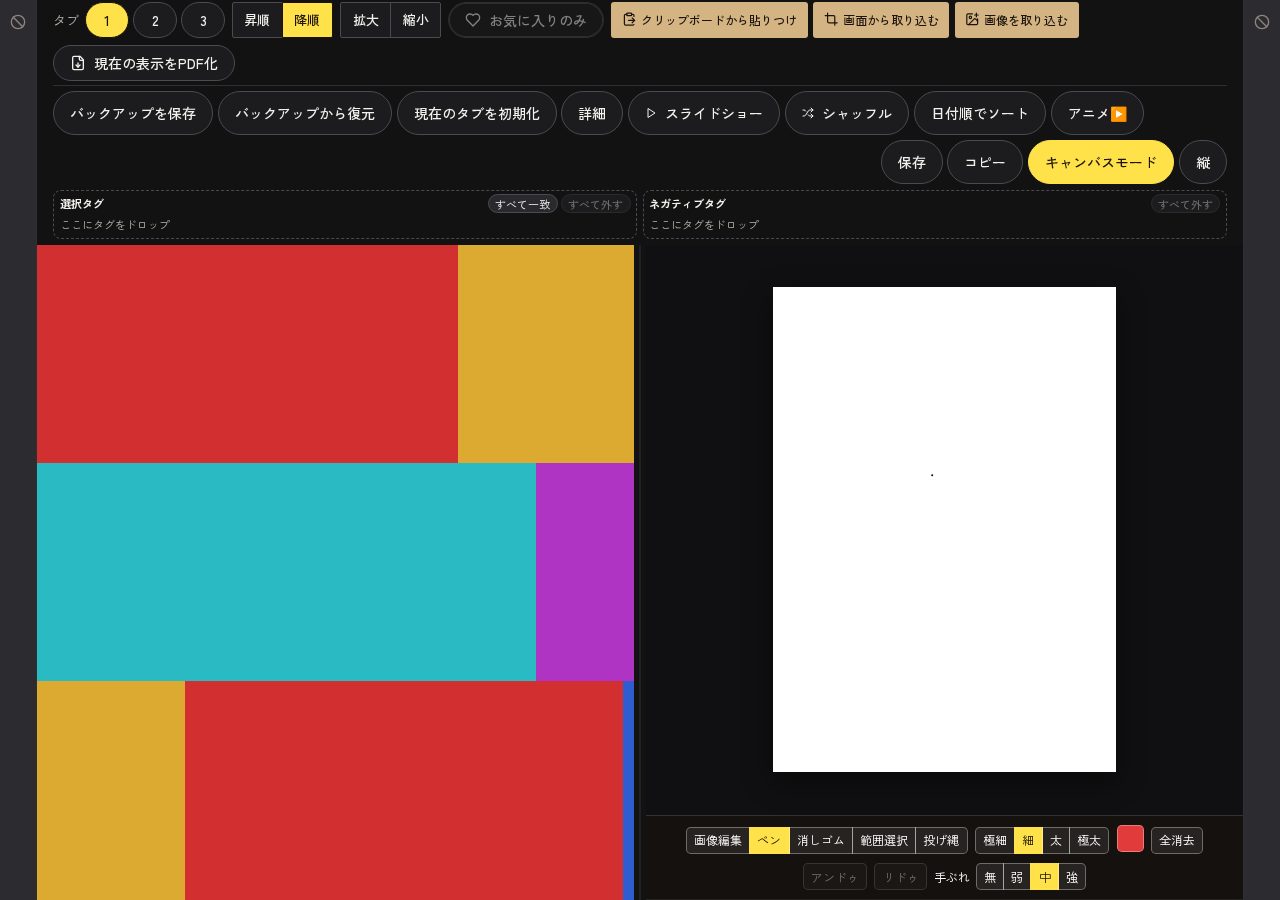 タブ 1 2 3 昇順 降順 拡大 縮小 お気に入りのみ クリップボードから貼りつけ 画面から取り込む 画像を取り込む
現在の表示をPDF化
バックアップを保存 バックアップから復元 現在のタブを初期化 詳細 スライドショー シャッフル 日付順でソート アニメ▶️
保存 コピー キャンバスモード 縦
選択タグ すべて一致 すべて外す
ここにタグをドロップ
ネガティブタグ すべて外す
ここにタグをドロップ
画像編集 ペン 消しゴム 範囲選択 投げ縄 極細 細 太 極太 全消去
アンドゥ リドゥ 手ぶれ 無 弱 中 強